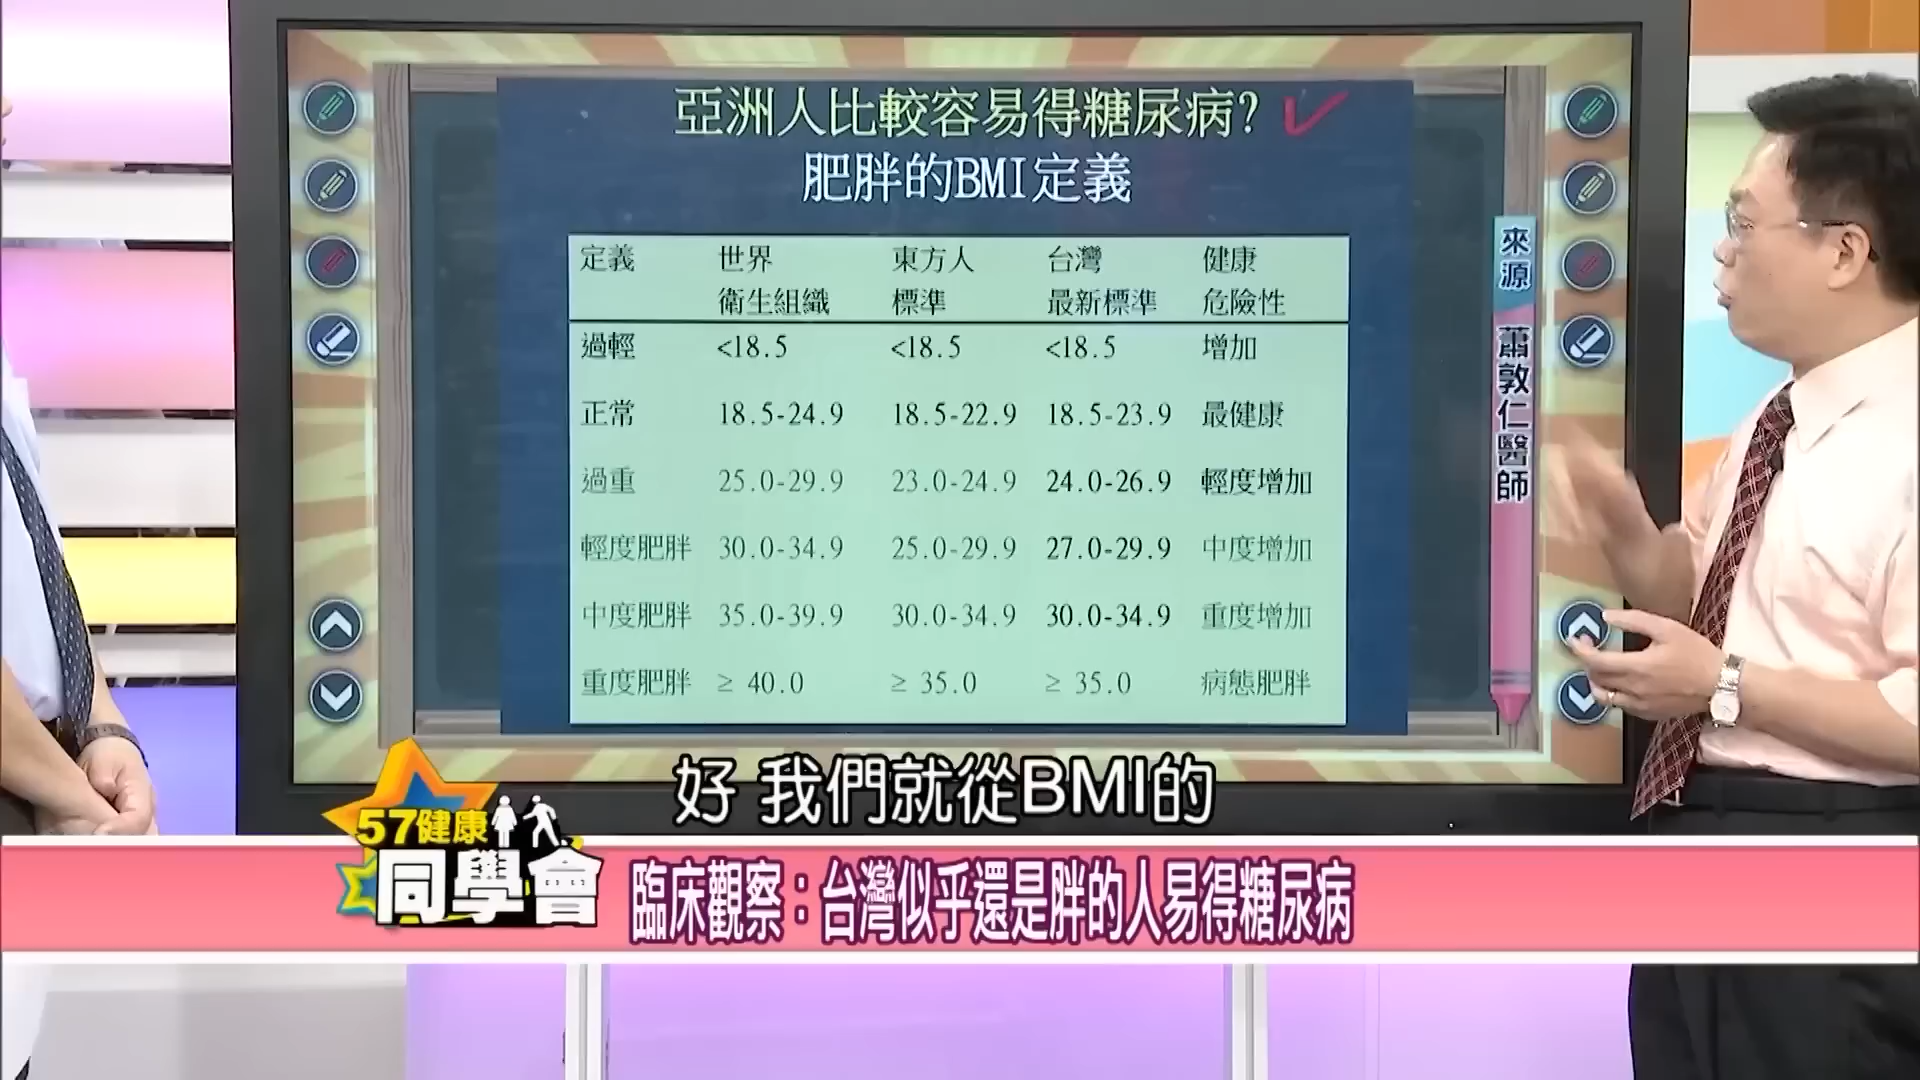 亞洲人比較容易得糖尿病?
肥胖的BMI定義
定義 世界衛生組織 東方人標準 台灣最新標準 健康危險性
過輕 <18.5 <18.5 <18.5 增加
正常 18.5-24.9 18.5-22.9 18.5-23.9 最健康
過重 25.0-29.9 23.0-24.9 24.0-26.9 輕度增加
輕度肥胖 30.0-34.9 25.0-29.9 27.0-29.9 中度增加
中度肥胖 35.0-39.9 30.0-34.9 30.0-34.9 重度增加
重度肥胖 ≥ 40.0 ≥ 35.0 ≥ 35.0 病態肥胖
來源 蕭敦仁醫師
好 我們就從BMI的
57健康
同學會
臨床觀察：台灣似乎還是胖的人易得糖尿病